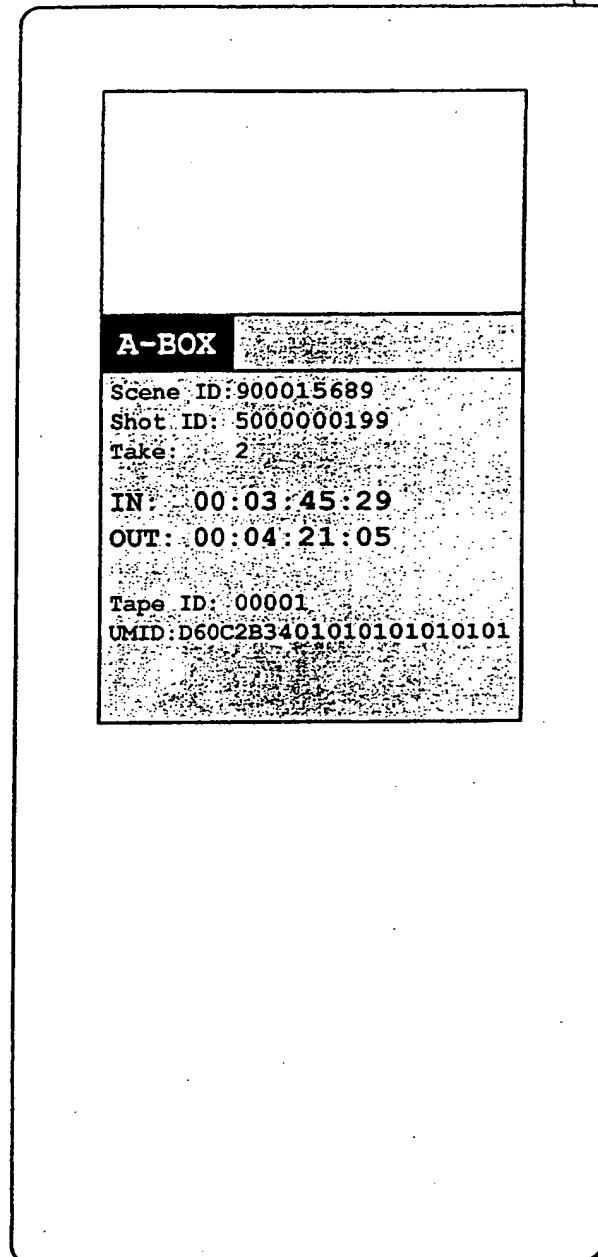 A-BOX
Scene ID:900015689
Shot ID: 5000000199
Take: 2
IN: 00:03:45:29
OUT: 00:04:21:05
Tape ID: 00001
UMID:D60C2B3401010101010101